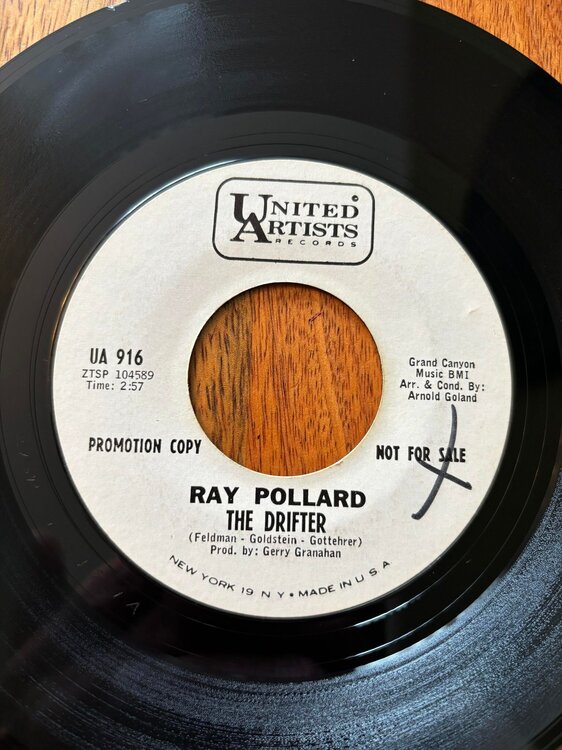 UNITED ©
ARTISTS
RECORDS
UA 916
ZTSP 104589
Time: 2:57
Grand Canyon
Music BMI
Arr. & Cond. By:
Arnold Goland
PROMOTION COPY
NOT FOR SALE
RAY POLLARD
THE DRIFTER
(Feldman - Goldstein - Gottehrer)
Prod. by: Gerry Granahan
NEW YORK 19 N Y • MADE IN U S A